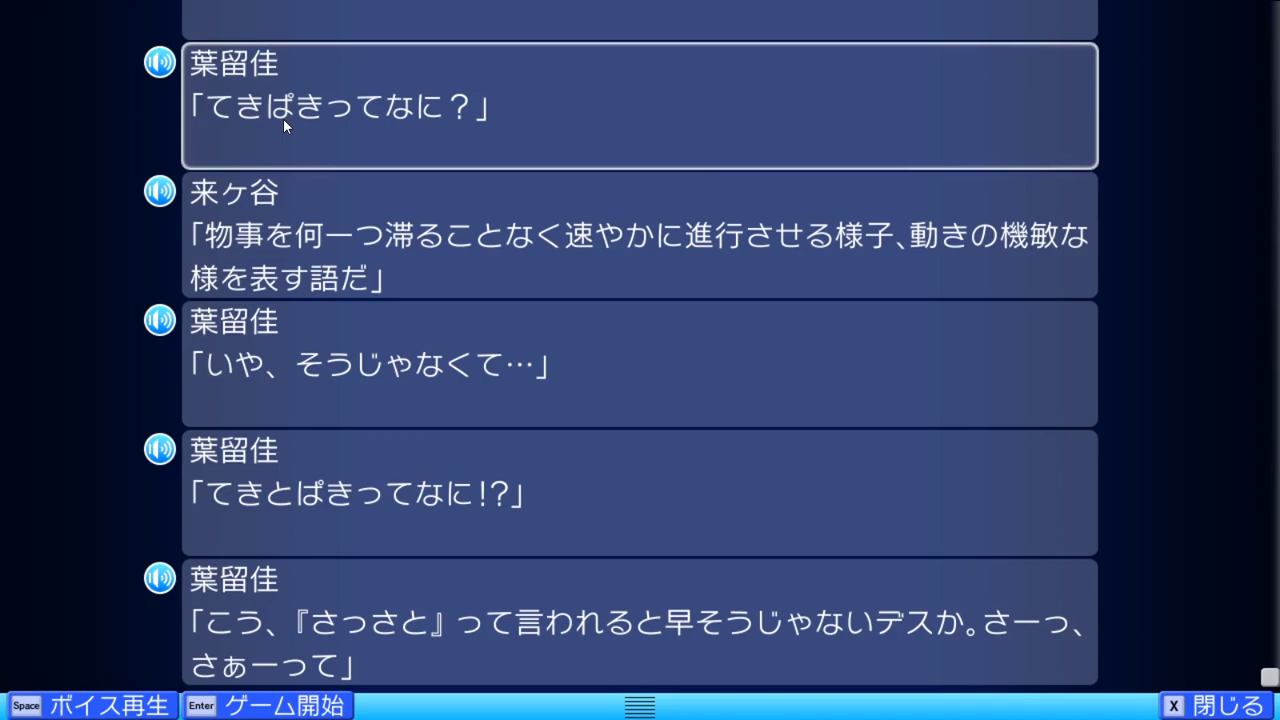 葉留佳
「てきぱきってなに？」
来ヶ谷
「物事を何一つ滞ることなく速やかに進行させる様子、動きの機敏な
様を表す語だ」
葉留佳
「いや、そうじゃなくて…」
葉留佳
「てきとぱきってなに!?」
葉留佳
「こう、『さっさと』って言われると早そうじゃないデスか。さーっ、
さぁーって」
Space ボイス再生 Enter ゲーム開始 X 閉じる